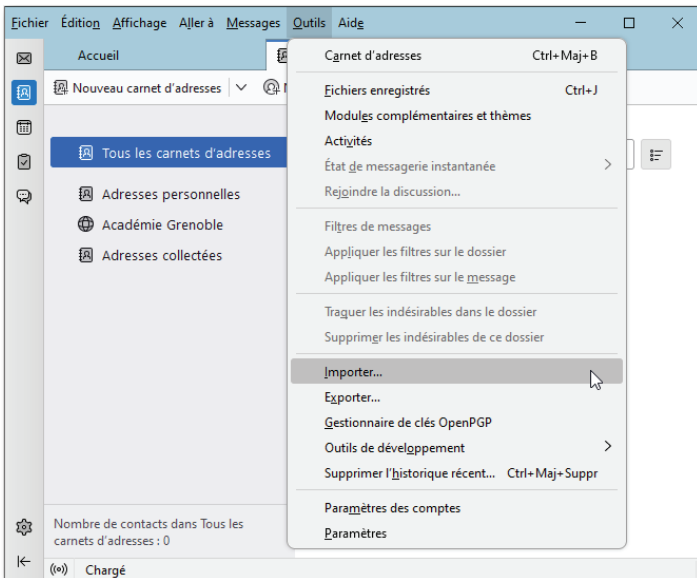 Fichier Édition Affichage Aller à Messages Outils Aide
Accueil
Nouveau carnet d'adresses
Tous les carnets d'adresses
Adresses personnelles
Académie Grenoble
Adresses collectées
Carnet d'adresses Ctrl+Maj+B
Fichiers enregistrés Ctrl+J
Modules complémentaires et thèmes
Activités
État de messagerie instantanée
Rejoindre la discussion...
Filtres de messages
Appliquer les filtres sur le dossier
Appliquer les filtres sur le message
Traquer les indésirables dans le dossier
Supprimer les indésirables de ce dossier
Importer...
Exporter...
Gestionnaire de clés OpenPGP
Outils de développement
Supprimer l'historique récent... Ctrl+Maj+Suppr
Paramètres des comptes
Paramètres
Nombre de contacts dans Tous les
carnets d'adresses : 0
Chargé